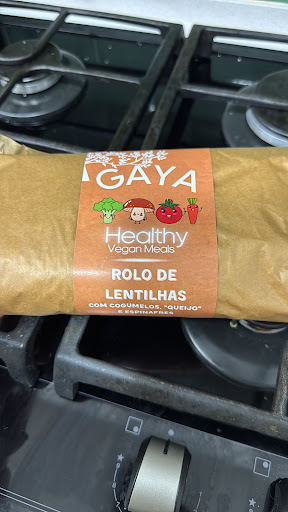 GAYA
Healthy
Vegan Meals
ROLO DE
LENTILHAS
COM COGUMELOS, "QUEIJO"
E ESPINAFRES